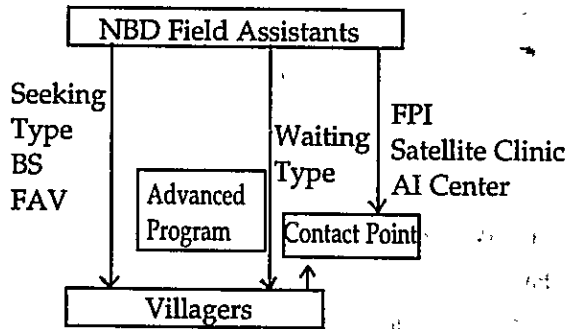 NBD Field Assistants
Seeking
Type
BS
FAV
Advanced
Program
Waiting
Type
FPI
Satellite Clinic
AI Center
Contact Point
Villagers